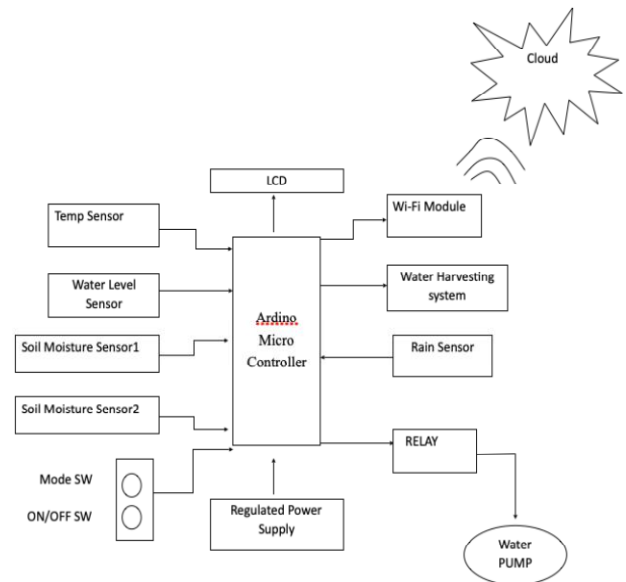 Cloud
LCD
Temp Sensor
Wi-Fi Module
Water Level
Sensor
Water Harvesting
system
Ardino
Micro
Controller
Soil Moisture Sensor1
Rain Sensor
Soil Moisture Sensor2
RELAY
Mode SW
ON/OFF SW
Regulated Power
Supply
Water
PUMP